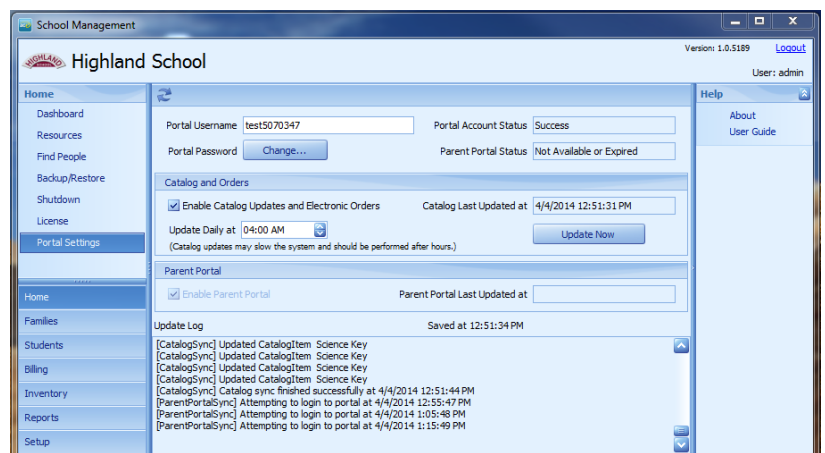 School Management
HIGHLAND Highland School
Version: 1.0.5189 Logout
User: admin
Home
Dashboard
Resources
Find People
Backup/Restore
Shutdown
License
Portal Settings
Home
Families
Students
Billing
Inventory
Reports
Setup
Portal Username test5070347 Portal Account Status Success
Portal Password Change... Parent Portal Status Not Available or Expired
Catalog and Orders
Enable Catalog Updates and Electronic Orders Catalog Last Updated at 4/4/2014 12:51:31 PM
Update Daily at 04:00 AM Update Now
(Catalog updates may slow the system and should be performed after hours.)
Parent Portal
Enable Parent Portal Parent Portal Last Updated at
Update Log Saved at 12:51:34 PM
[CatalogSync] Updated CatalogItem Science Key
[CatalogSync] Updated CatalogItem Science Key
[CatalogSync] Updated CatalogItem Science Key
[CatalogSync] Updated CatalogItem Science Key
[CatalogSync] Catalog sync finished successfully at 4/4/2014 12:51:44 PM
[ParentPortalSync] Attempting to login to portal at 4/4/2014 12:55:47 PM
[ParentPortalSync] Attempting to login to portal at 4/4/2014 1:05:48 PM
[ParentPortalSync] Attempting to login to portal at 4/4/2014 1:15:49 PM
Help
About
User Guide